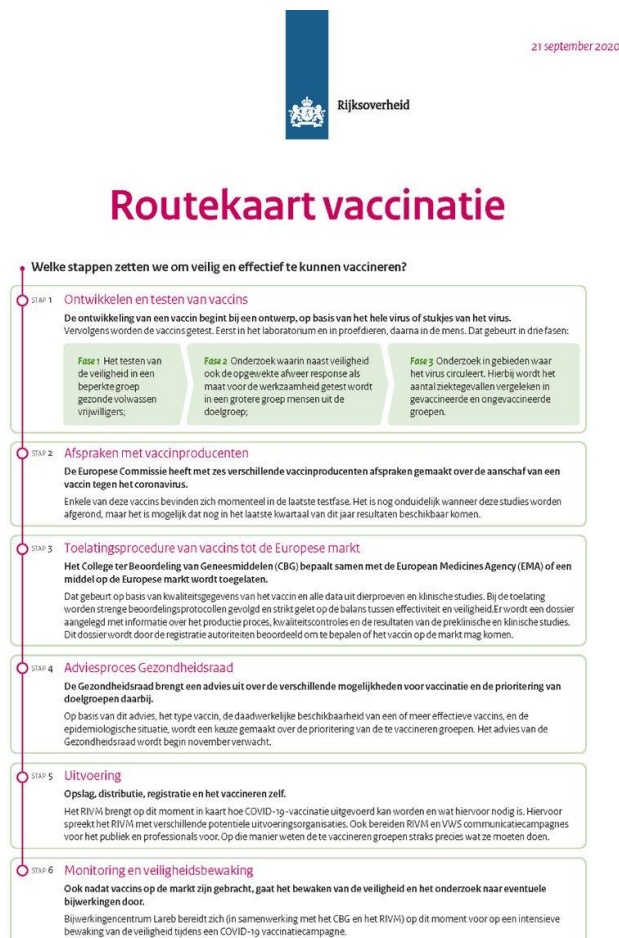 21 september 2020
Rijksoverheid
Routekaart vaccinatie
Welke stappen zetten we om veilig en effectief te kunnen vaccineren?
STAP 1 Ontwikkelen en testen van vaccins
De ontwikkeling van een vaccin begint bij een ontwerp, op basis van het hele virus of stukjes van het virus.
Vervolgens worden de vaccins getest. Eerst in het laboratorium en in proefdieren, daarna in de mens. Dat gebeurt in drie fasen:
Fase 1 Het testen van
de veiligheid in een
beperkte groep
gezonde volwassen
vrijwilligers;
Fase 2 Onderzoek waarin naast veiligheid
ook de opgewekte afweer response als
maat voor de werkzaamheid getest wordt
in een grotere groep mensen uit de
doelgroep;
Fase 3 Onderzoek in gebieden waar
het virus circuleert. Hierbij wordt het
aantal ziektegevallen vergeleken in
gevaccineerde en ongevaccineerde
groepen.
STAP 2 Afspraken met vaccinproducenten
De Europese Commissie heeft met zes verschillende vaccinproducenten afspraken gemaakt over de aanschaf van een
vaccin tegen het coronavirus.
Enkele van deze vaccins bevinden zich momenteel in de laatste testfase. Het is nog onduidelijk wanneer deze studies worden
afgerond, maar het is mogelijk dat nog in het laatste kwartaal van dit jaar resultaten beschikbaar komen.
STAP 3 Toelatingsprocedure van vaccins tot de Europese markt
Het College ter Beoordeling van Geneesmiddelen (CBG) bepaalt samen met de European Medicines Agency (EMA) of een
middel op de Europese markt wordt toegelaten.
Dat gebeurt op basis van kwaliteitsgegevens van het vaccin en alle data uit dierproeven en klinische studies. Bij de toelating
worden strenge beoordelingsprotocollen gevolgd en strikt gelet op de balans tussen effectiviteit en veiligheid.Er wordt een dossier
aangelegd met informatie over het productie proces, kwaliteitscontroles en de resultaten van de preklinische en klinische studies.
Dit dossier wordt door de registratie autoriteiten beoordeeld om te bepalen of het vaccin op de markt mag komen.
STAP 4 Adviesproces Gezondheidsraad
De Gezondheidsraad brengt een advies uit over de verschillende mogelijkheden voor vaccinatie en de prioritering van
doelgroepen daarbij.
Op basis van dit advies, het type vaccin, de daadwerkelijke beschikbaarheid van een of meer effectieve vaccins, en de
epidemiologische situatie, wordt een keuze gemaakt over de prioritering van de te vaccineren groepen. Het advies van de
Gezondheidsraad wordt begin november verwacht.
STAP 5 Uitvoering
Opslag, distributie, registratie en het vaccineren zelf.
Het RIVM brengt op dit moment in kaart hoe COVID-19-vaccinatie uitgevoerd kan worden en wat hiervoor nodig is. Hiervoor
spreekt het RIVM met verschillende potentiele uitvoeringsorganisaties. Ook bereiden RIVM en VWS communicatiecampagnes
voor het publiek en professionals voor. Op die manier weten de te vaccineren groepen straks precies wat ze moeten doen.
STAP 6 Monitoring en veiligheidsbewaking
Ook nadat vaccins op de markt zijn gebracht, gaat het bewaken van de veiligheid en het onderzoek naar eventuele
bijwerkingen door.
Bijwerkingencentrum Lareb bereidt zich (in samenwerking met het CBG en het RIVM) op dit moment voor op een intensieve
bewaking van de veiligheid tijdens een COVID-19 vaccinatiecampagne.